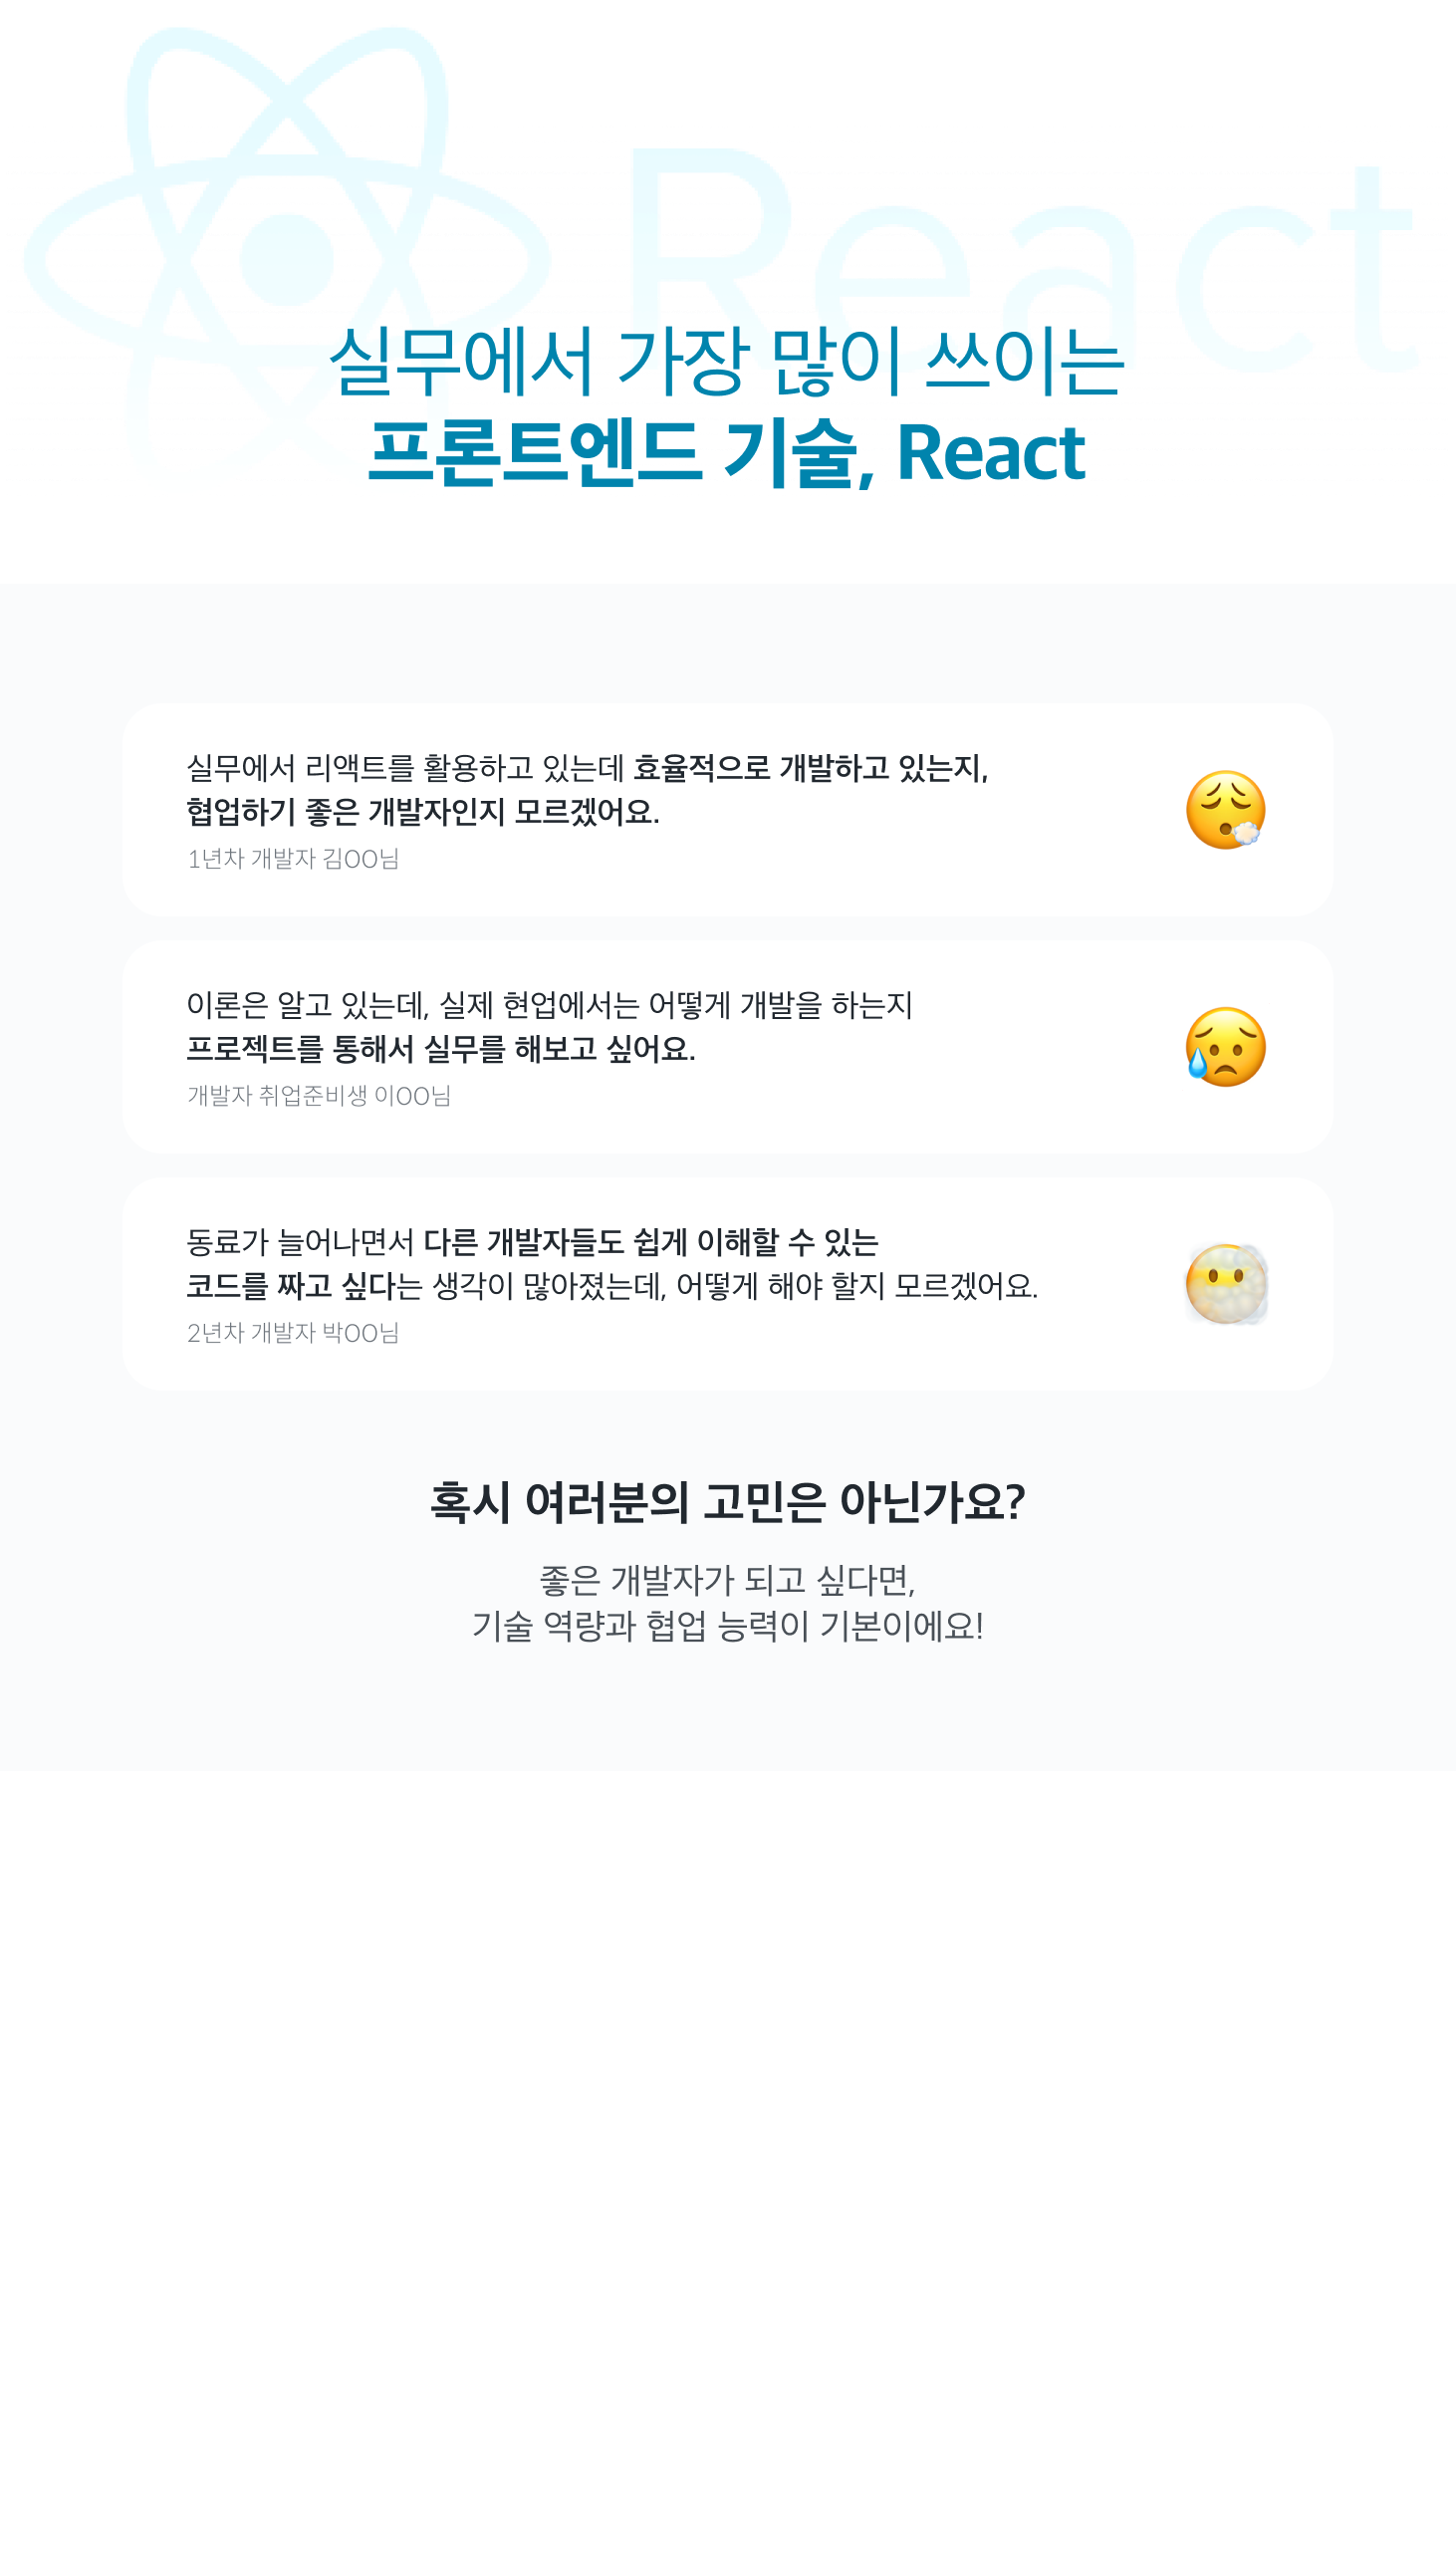 React
실무에서 가장 많이 쓰이는
프론트엔드 기술, React
실무에서 리액트를 활용하고 있는데 효율적으로 개발하고 있는지,
협업하기 좋은 개발자인지 모르겠어요.
1년차 개발자 김OO님
이론은 알고 있는데, 실제 현업에서는 어떻게 개발을 하는지
프로젝트를 통해서 실무를 해보고 싶어요.
개발자 취업준비생 이OO님
동료가 늘어나면서 다른 개발자들도 쉽게 이해할 수 있는
코드를 짜고 싶다는 생각이 많아졌는데, 어떻게 해야 할지 모르겠어요.
2년차 개발자 박OO님
혹시 여러분의 고민은 아닌가요?
좋은 개발자가 되고 싶다면,
기술 역량과 협업 능력이 기본이에요!